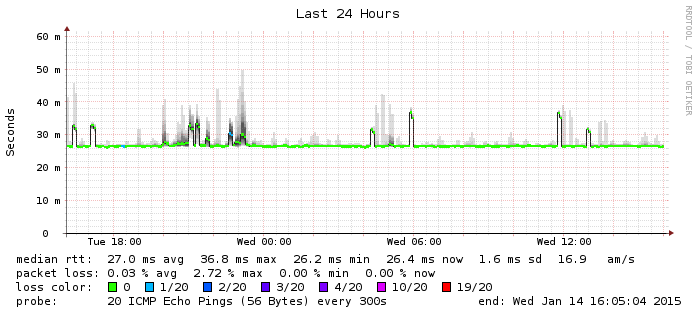 Last 24 Hours
RRDTOOL / TOBI OETIKER
Seconds
60 m
50 m
40 m
30 m
20 m
10 m
0
Tue 18:00 Wed 00:00 Wed 06:00 Wed 12:00
median rtt: 27.0 ms avg 36.8 ms max 26.2 ms min 26.4 ms now 1.6 ms sd 16.9 am/s
packet loss: 0.03 % avg 2.72 % max 0.00 % min 0.00 % now
loss color: 0 1/20 2/20 3/20 4/20 10/20 19/20
probe: 20 ICMP Echo Pings (56 Bytes) every 300s end: Wed Jan 14 16:05:04 2015